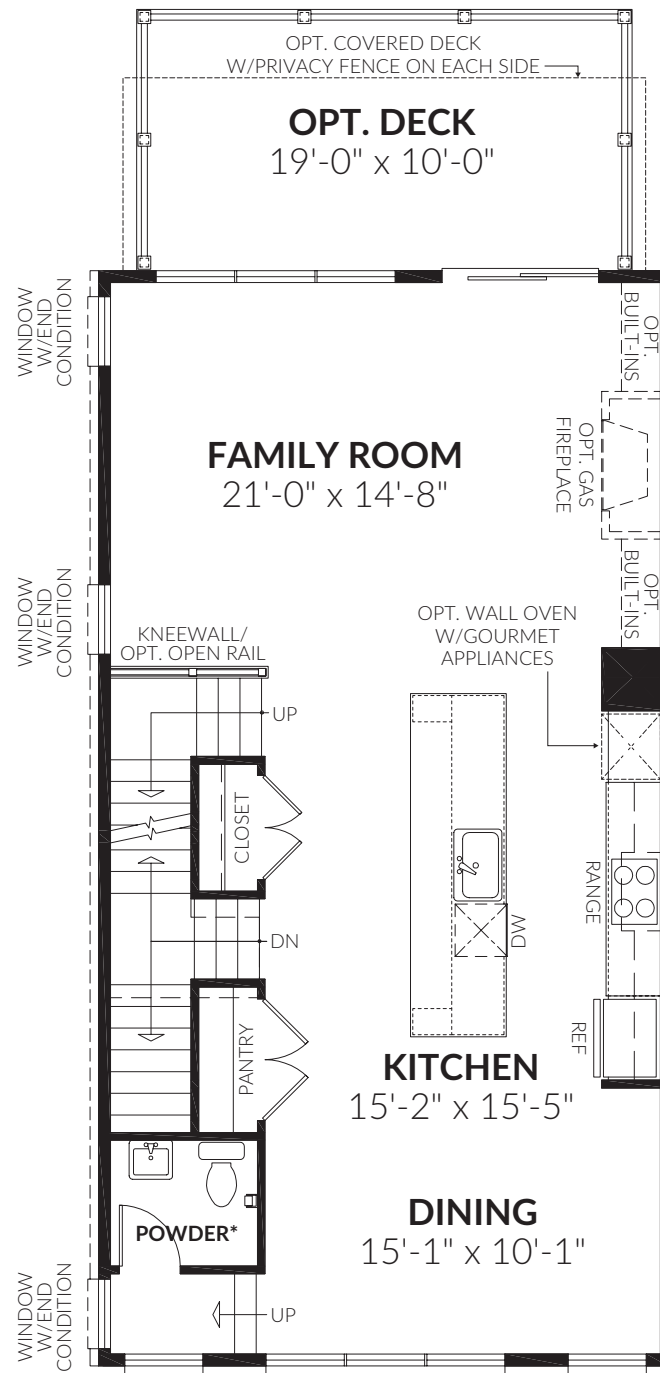 OPT. COVERED DECK
W/PRIVACY FENCE ON EACH SIDE
OPT. DECK
19'-0" x 10'-0"
WINDOW
W/END
CONDITION
OPT.
BUILT-INS
FAMILY ROOM
21'-0" x 14'-8"
OPT. GAS
FIREPLACE
WINDOW
W/END
CONDITION
OPT.
BUILT-INS
KNEEWALL/
OPT. OPEN RAIL
OPT. WALL OVEN
W/GOURMET
APPLIANCES
UP
CLOSET
RANGE
DW
DN
PANTRY
REF
KITCHEN
15'-2" x 15'-5"
POWDER*
DINING
15'-1" x 10'-1"
WINDOW
W/END
CONDITION
UP